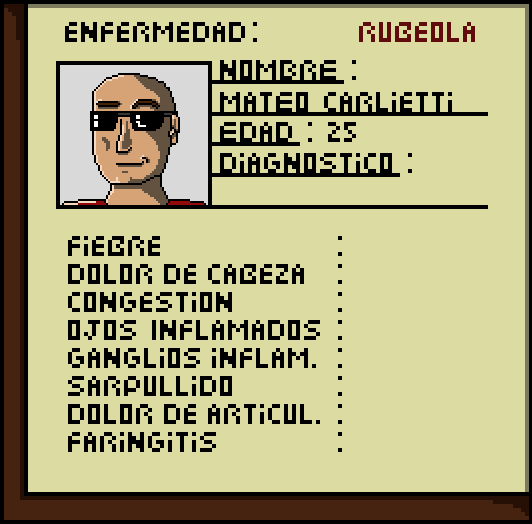 ENFERMEDAD: RUBEOLA
NOMBRE :
MATEO CARLiETTi
EDAD : 25
DiAGNOSTiCO :
FiEBRE :
DOLOR DE CABEZA :
CONGESTiON :
OJOS INFLAMADOS :
GANGLiOS iNFLAM. :
SARPULLiDO :
DOLOR DE ARTiCUL. :
FARiNGiTiS :